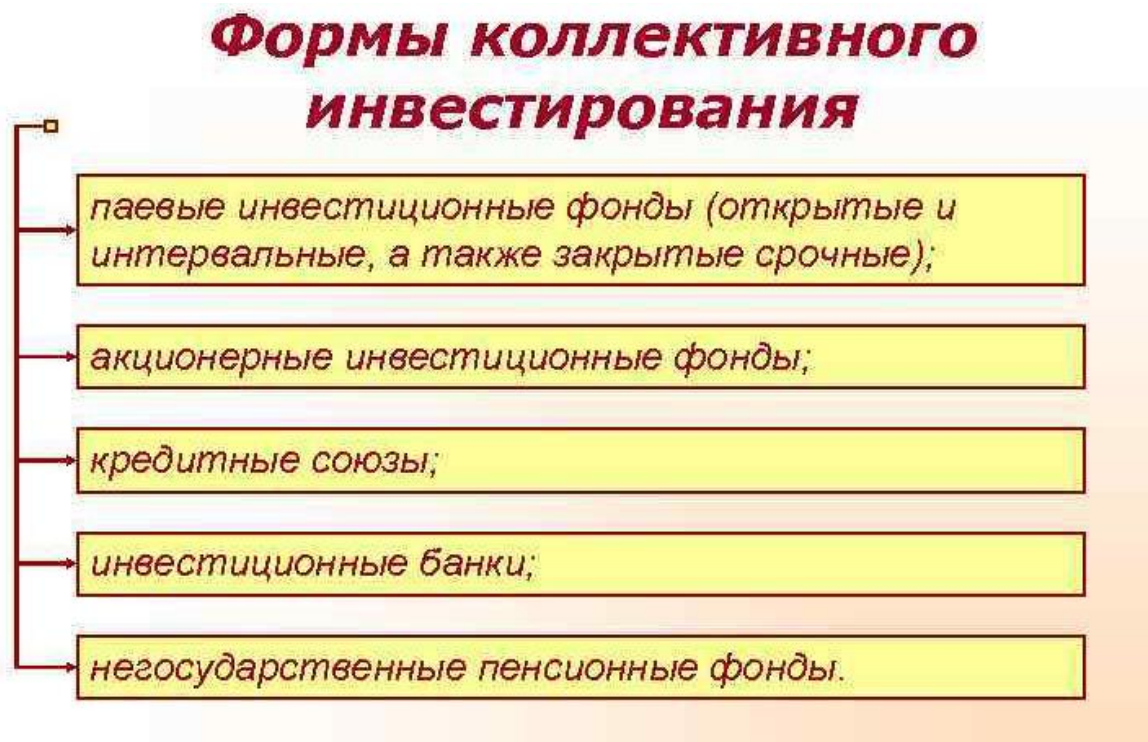 Формы коллективного
инвестирования
паевые инвестиционные фонды (открытые и
интервальные, а также закрытые срочные);
акционерные инвестиционные фонды;
кредитные союзы;
инвестиционные банки;
негосударственные пенсионные фонды.